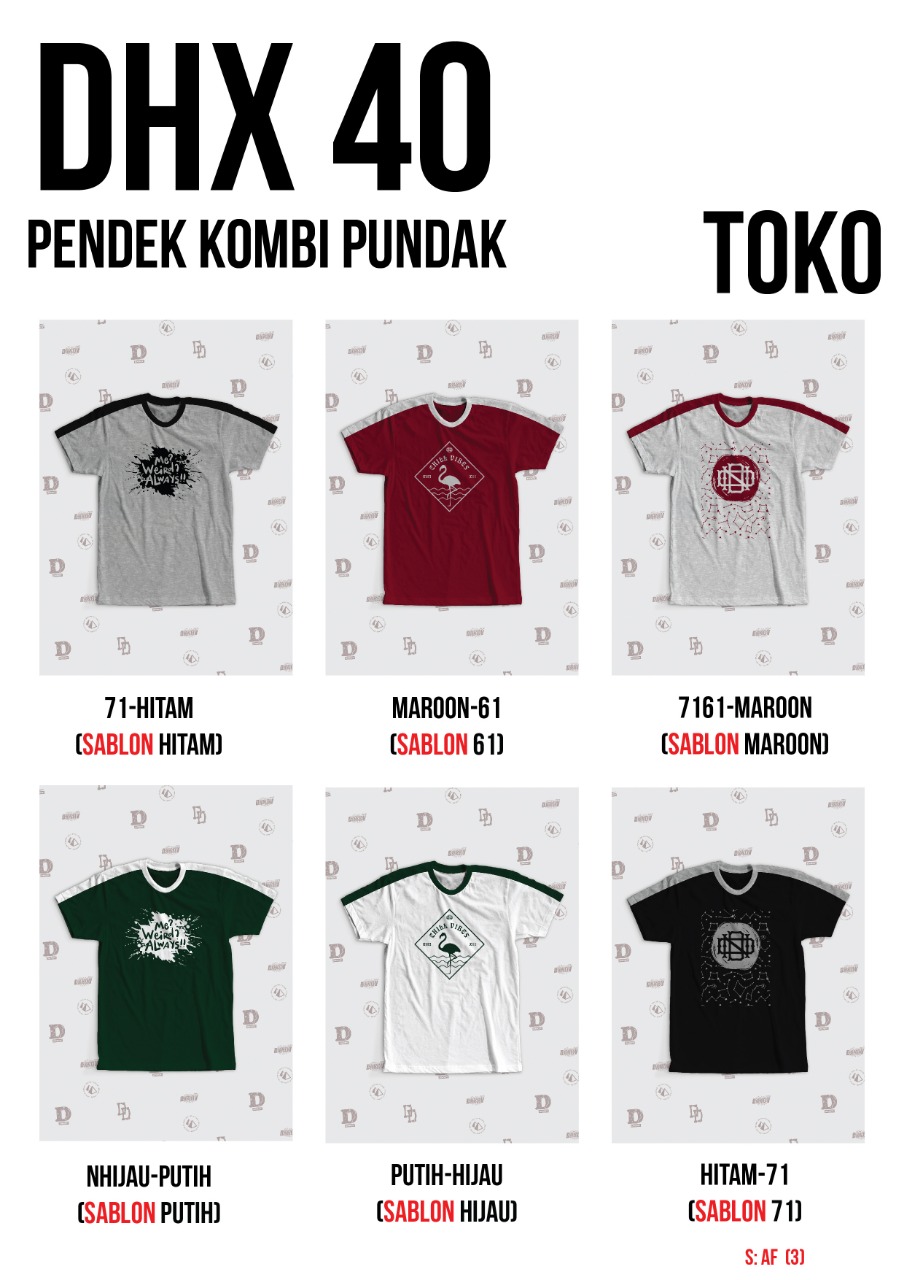 DHX 40
PENDEK KOMBI PUNDAK
TOKO
Me?
Weird?
ALWAYS!!
CHILL VIBES
71-HITAM
(SABLON HITAM)
MAROON-61
(SABLON 61)
7161-MAROON
(SABLON MAROON)
Me?
Weird?
ALWAYS!!
CHILL VIBES
NHIJAU-PUTIH
(SABLON PUTIH)
PUTIH-HIJAU
(SABLON HIJAU)
HITAM-71
(SABLON 71)
S: AF (3)